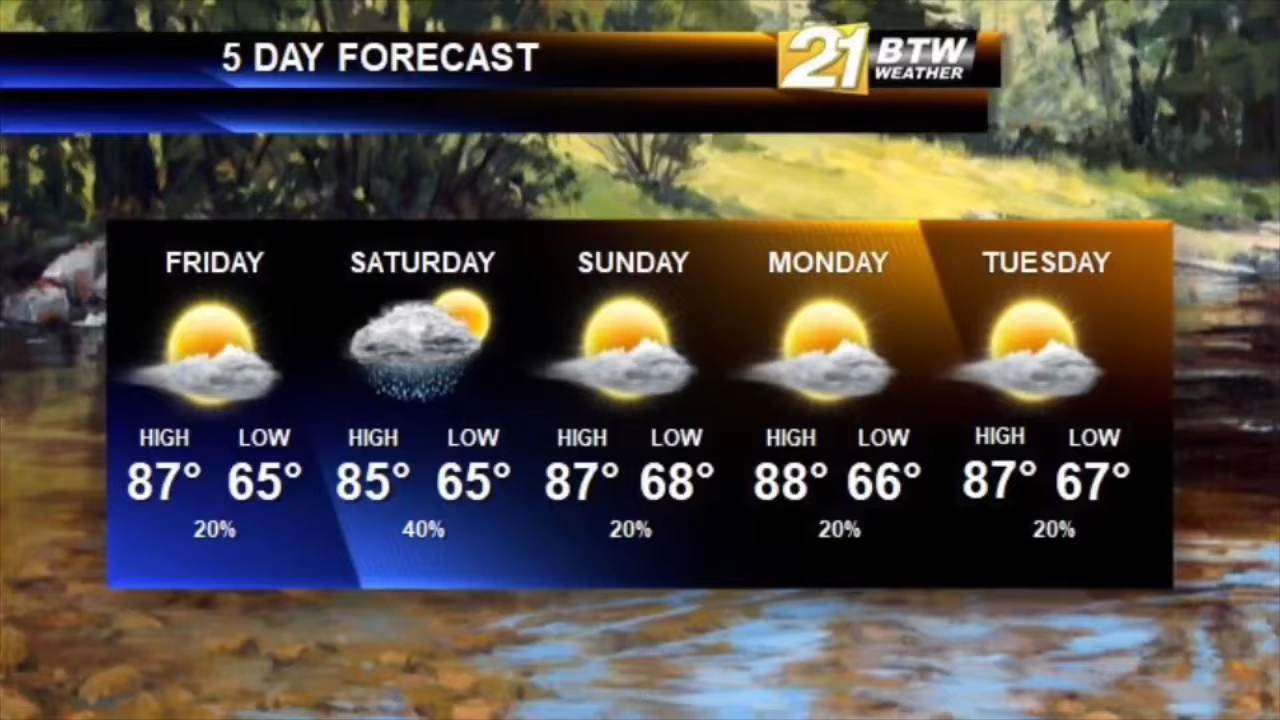 5 DAY FORECAST
21 BTW
WEATHER
FRIDAY SATURDAY SUNDAY MONDAY TUESDAY
HIGH LOW HIGH LOW HIGH LOW HIGH LOW HIGH LOW
87° 65° 85° 65° 87° 68° 88° 66° 87° 67°
20% 40% 20% 20% 20%